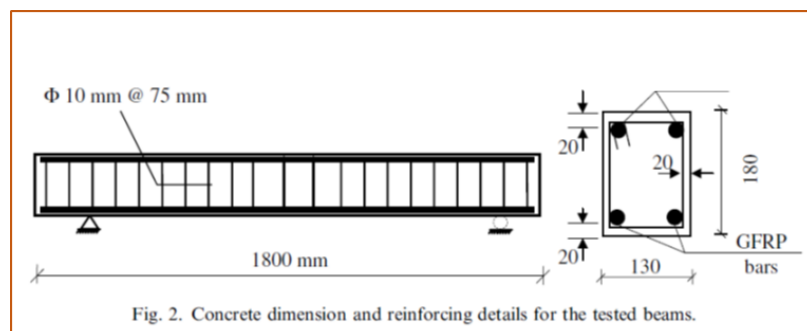 Φ 10 mm @ 75 mm
20
20
180
20
GFRP
bars
1800 mm
130
Fig. 2. Concrete dimension and reinforcing details for the tested beams.